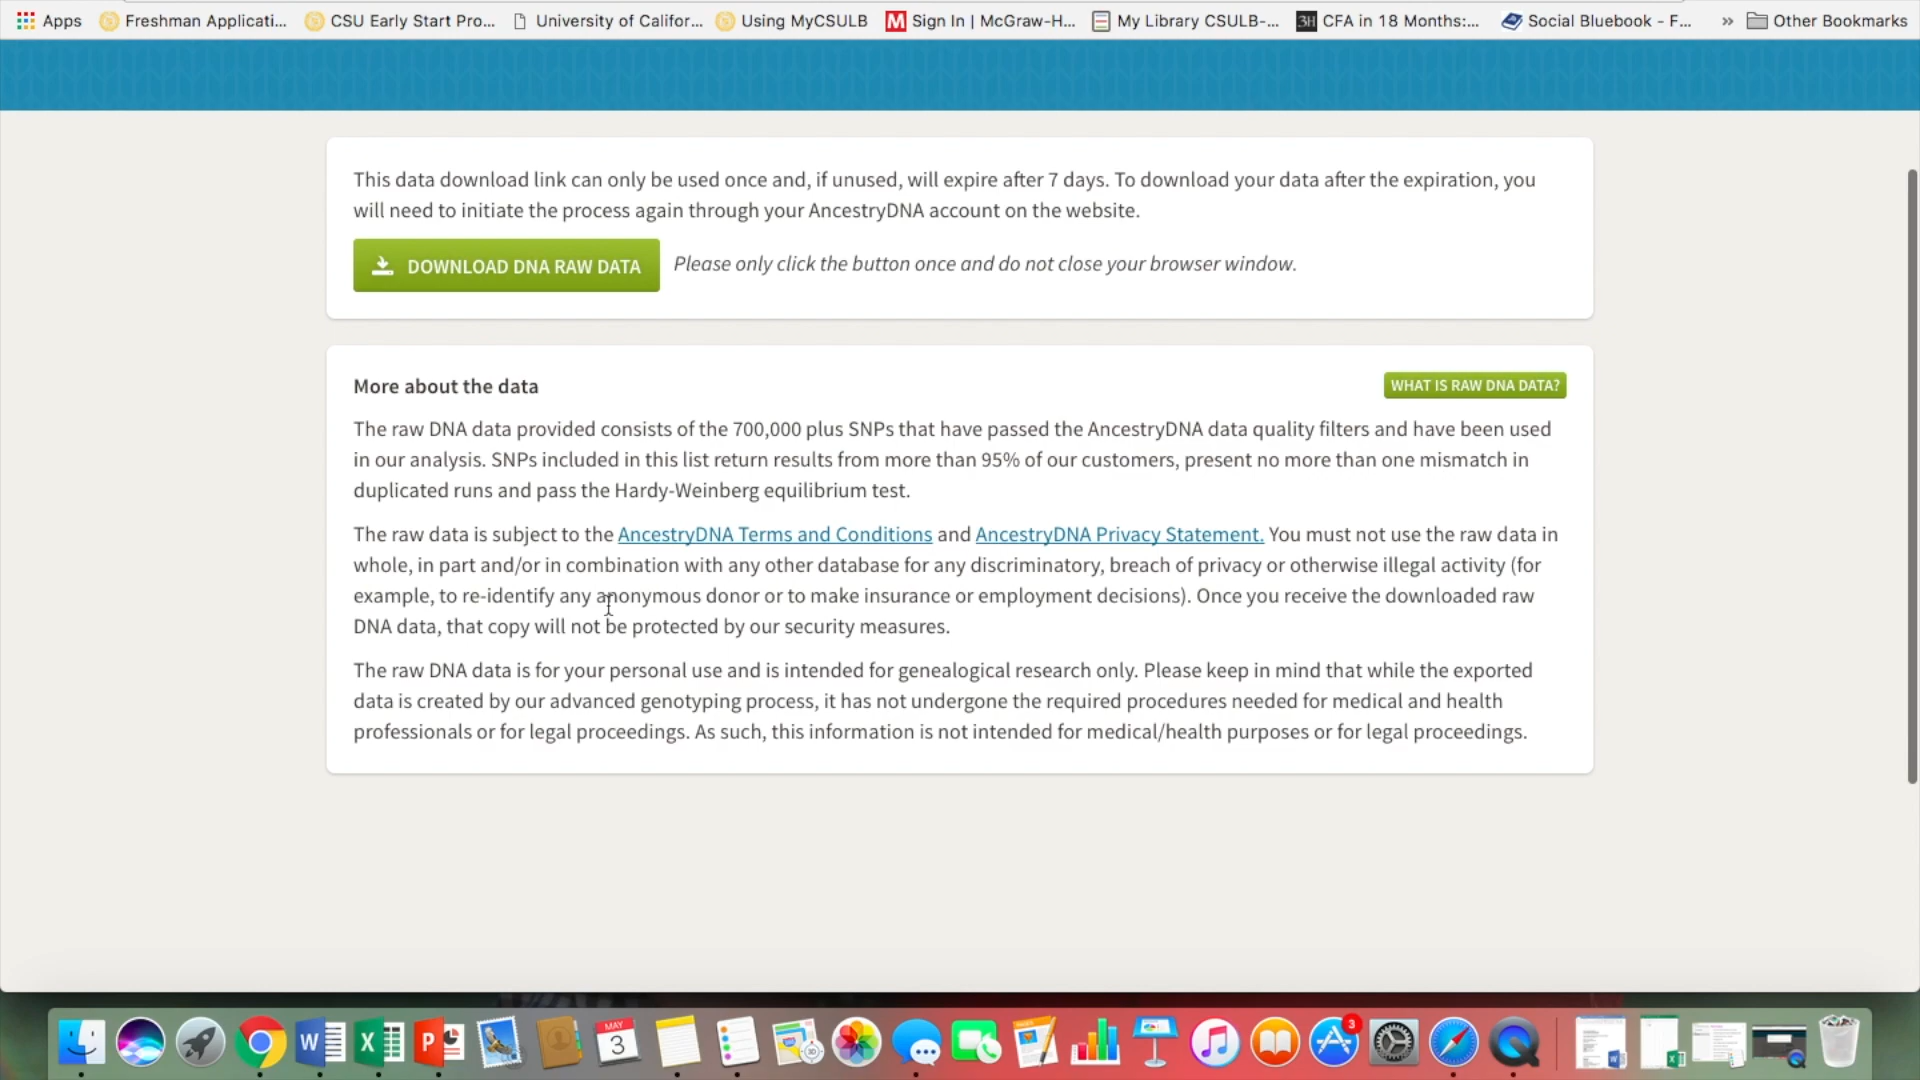 Apps Freshman Applicati... CSU Early Start Pro... University of Califor... Using MyCSULB M Sign In | McGraw-H... My Library CSULB-... 3H CFA in 18 Months:... Social Bluebook - F... » Other Bookmarks
This data download link can only be used once and, if unused, will expire after 7 days. To download your data after the expiration, you
will need to initiate the process again through your AncestryDNA account on the website.
DOWNLOAD DNA RAW DATA Please only click the button once and do not close your browser window.
More about the data WHAT IS RAW DNA DATA?
The raw DNA data provided consists of the 700,000 plus SNPs that have passed the AncestryDNA data quality filters and have been used
in our analysis. SNPs included in this list return results from more than 95% of our customers, present no more than one mismatch in
duplicated runs and pass the Hardy-Weinberg equilibrium test.
The raw data is subject to the AncestryDNA Terms and Conditions and AncestryDNA Privacy Statement. You must not use the raw data in
whole, in part and/or in combination with any other database for any discriminatory, breach of privacy or otherwise illegal activity (for
example, to re-identify any anonymous donor or to make insurance or employment decisions). Once you receive the downloaded raw
DNA data, that copy will not be protected by our security measures.
The raw DNA data is for your personal use and is intended for genealogical research only. Please keep in mind that while the exported
data is created by our advanced genotyping process, it has not undergone the required procedures needed for medical and health
professionals or for legal proceedings. As such, this information is not intended for medical/health purposes or for legal proceedings.
W X P MAY 3 3D 3 W X